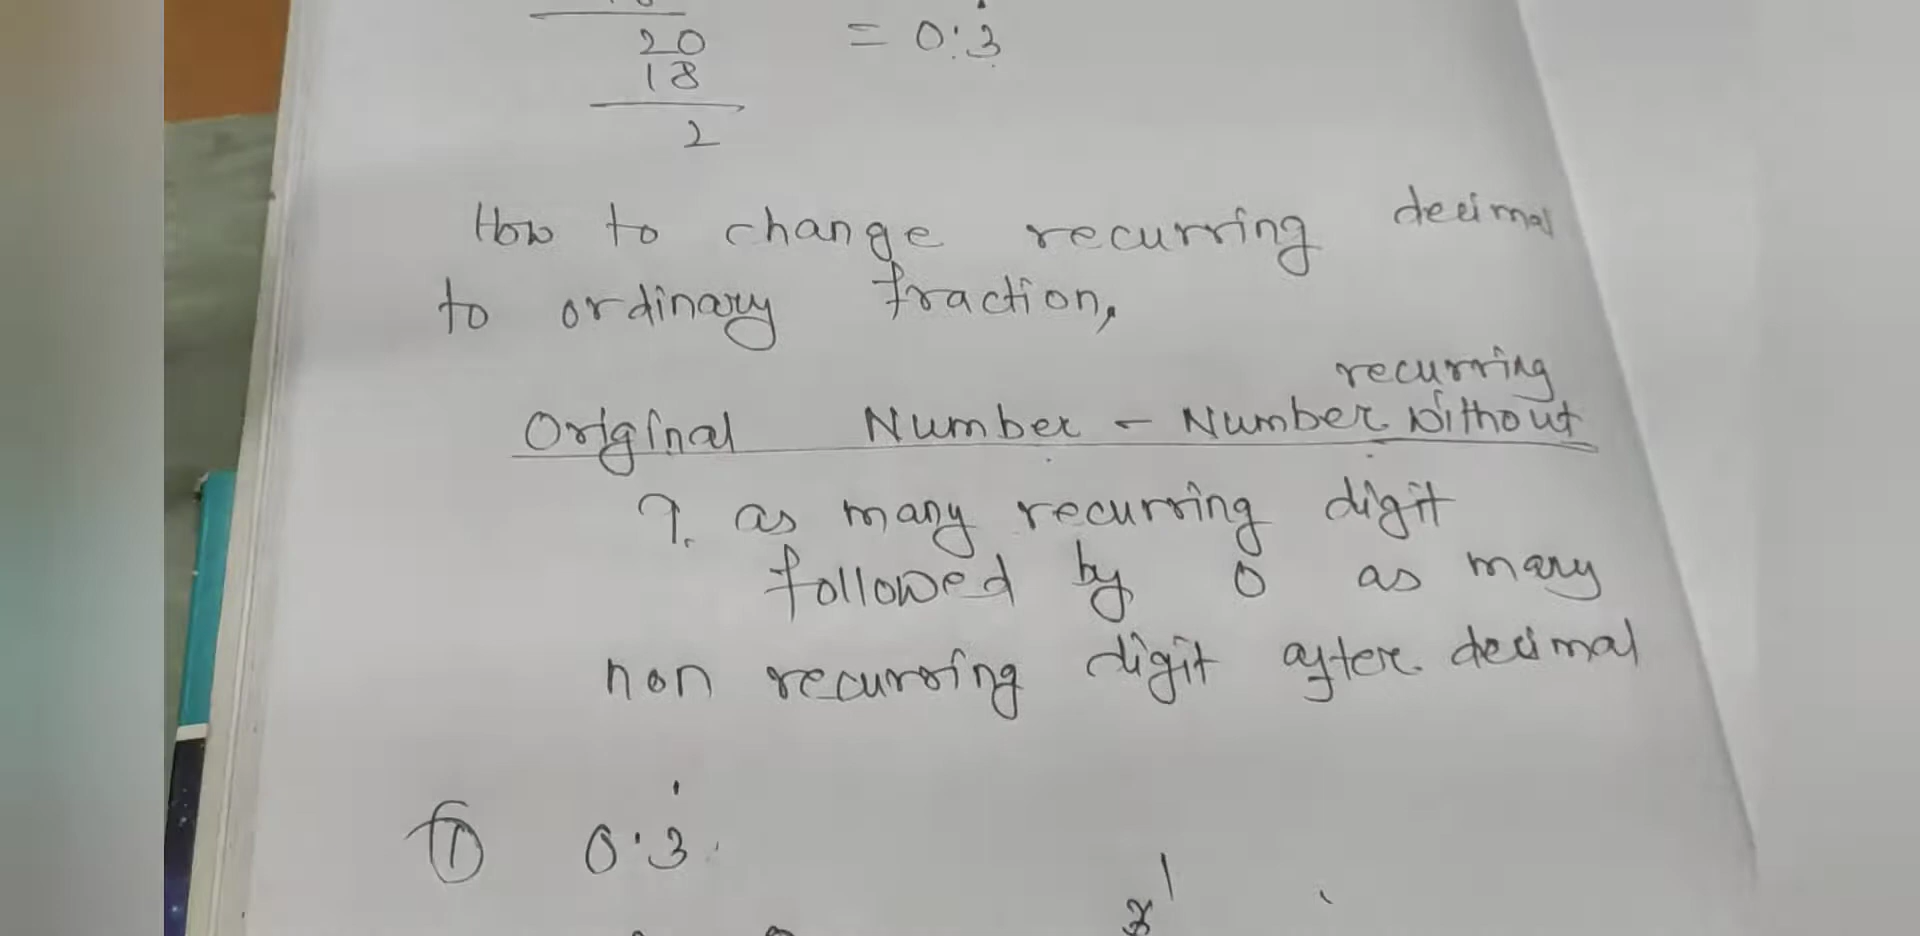 20 = 0.3̇
18
2
How to change recurring decimal
to ordinary fraction,
recurring
Original Number - Number without
9 as many recurring digit
followed by 0 as many
non recurring digit after decimal
① 0.3̇